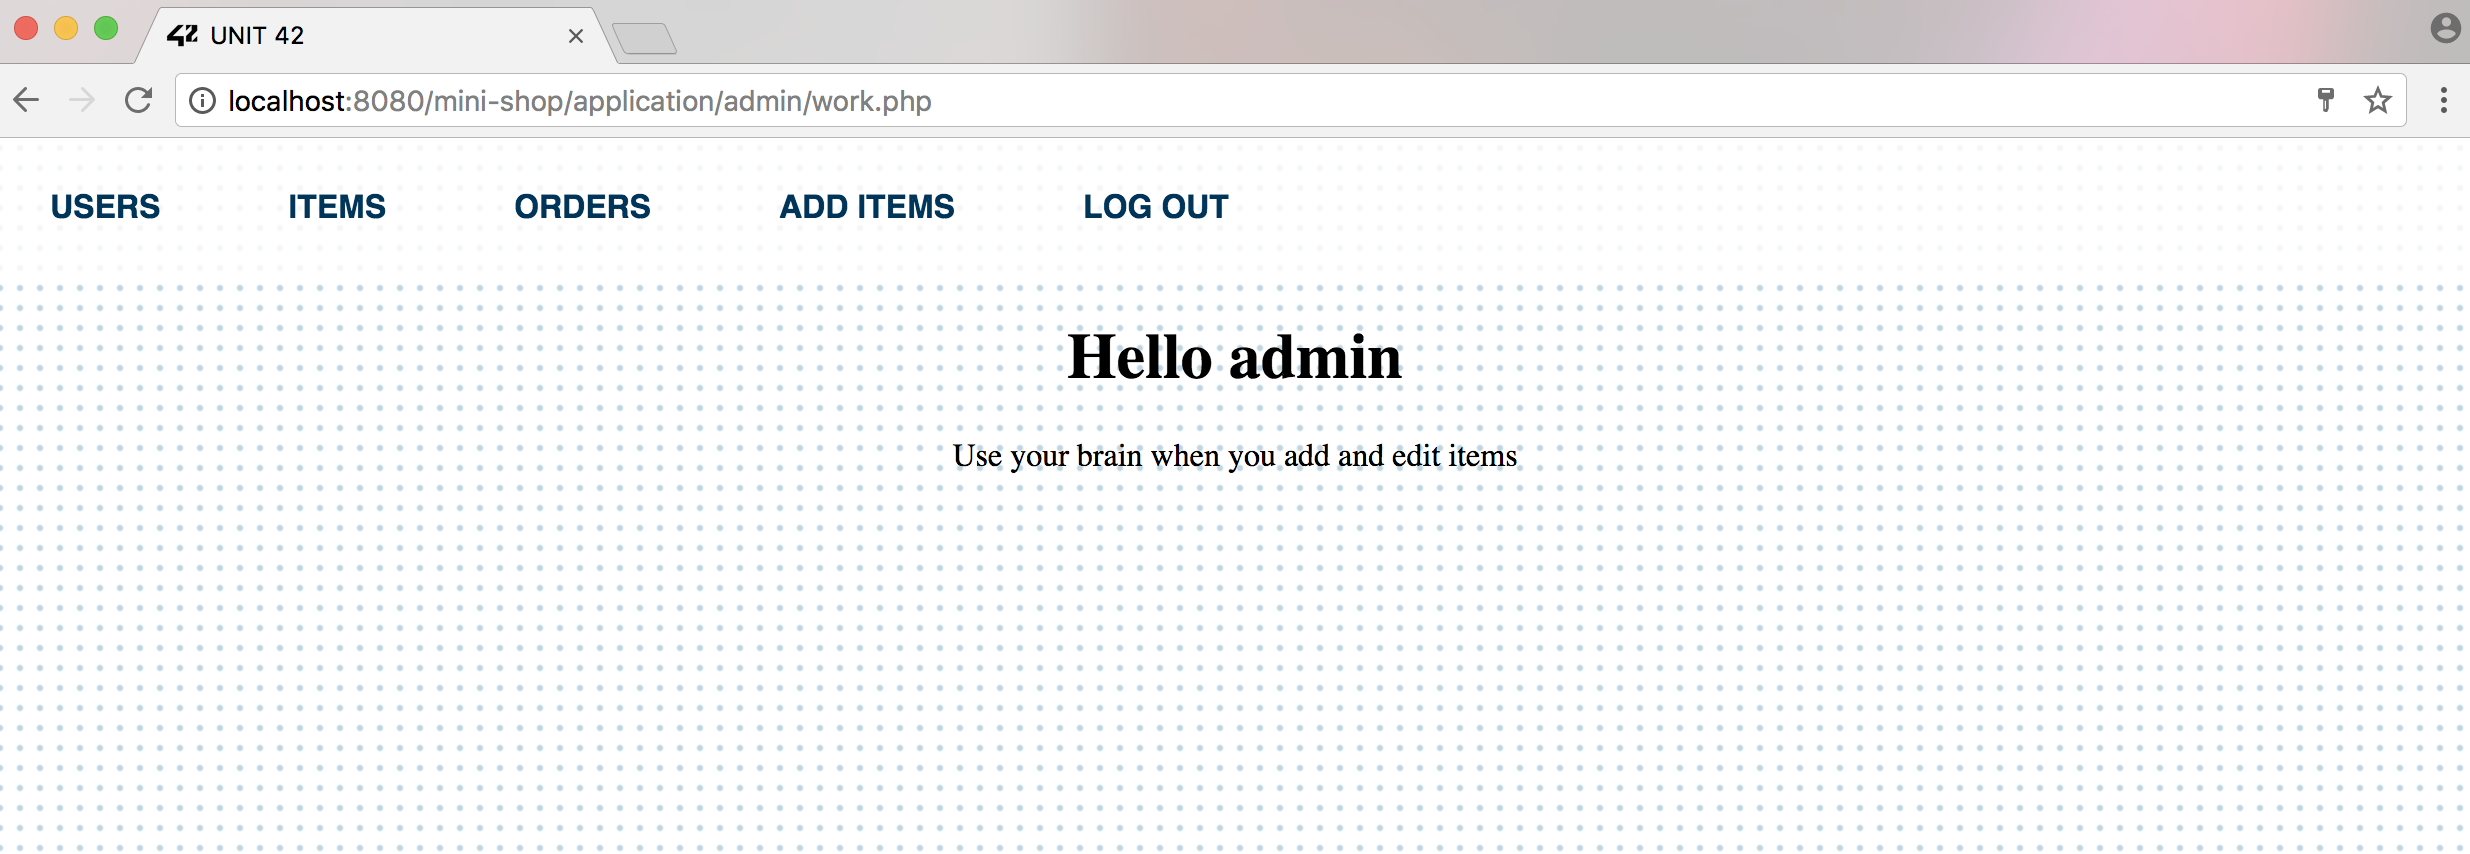 42 UNIT 42
localhost:8080/mini-shop/application/admin/work.php
USERS ITEMS ORDERS ADD ITEMS LOG OUT
Hello admin
Use your brain when you add and edit items